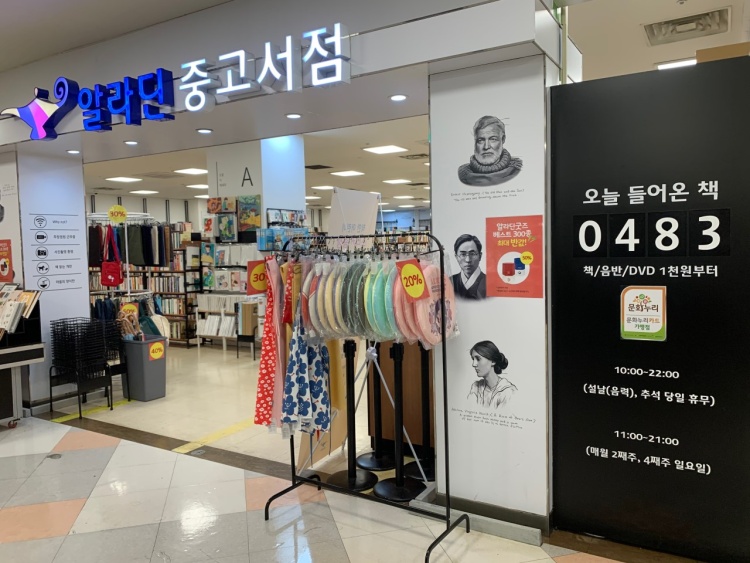 알라딘 중고서점
오늘 들어온 책
0483
책/음반/DVD 1천원부터
문화누리
문화누리카드
가맹점
10:00-22:00
(설날(음력), 추석 당일 휴무)
11:00~21:00
(매월 2째주, 4째주 일요일)
알라딘굿즈
베스트 300종
최대 반값!
50%
20%
30%
10%
40%
A